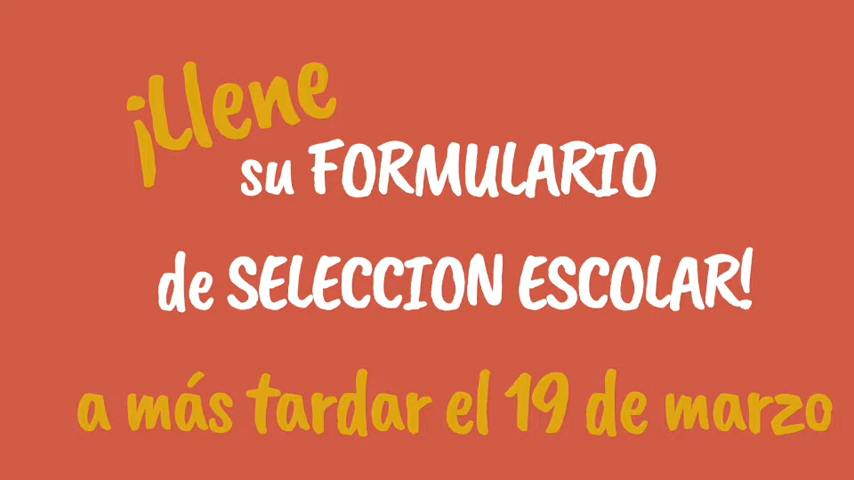 ¡Llene
su FORMULARIO
de SELECCION ESCOLAR!
a más tardar el 19 de marzo